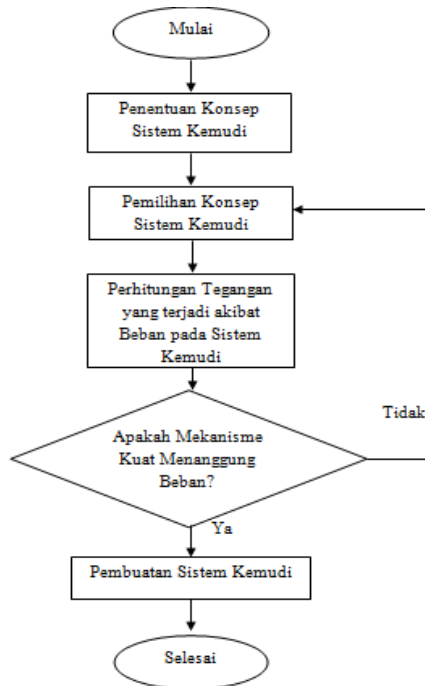 Mulai
Penentuan Konsep
Sistem Kemudi
Pemilihan Konsep
Sistem Kemudi
Perhitungan Tegangan
yang terjadi akibat
Beban pada Sistem
Kemudi
Apakah Mekanisme
Kuat Menanggung
Beban?
Tidak
Ya
Pembuatan Sistem Kemudi
Selesai